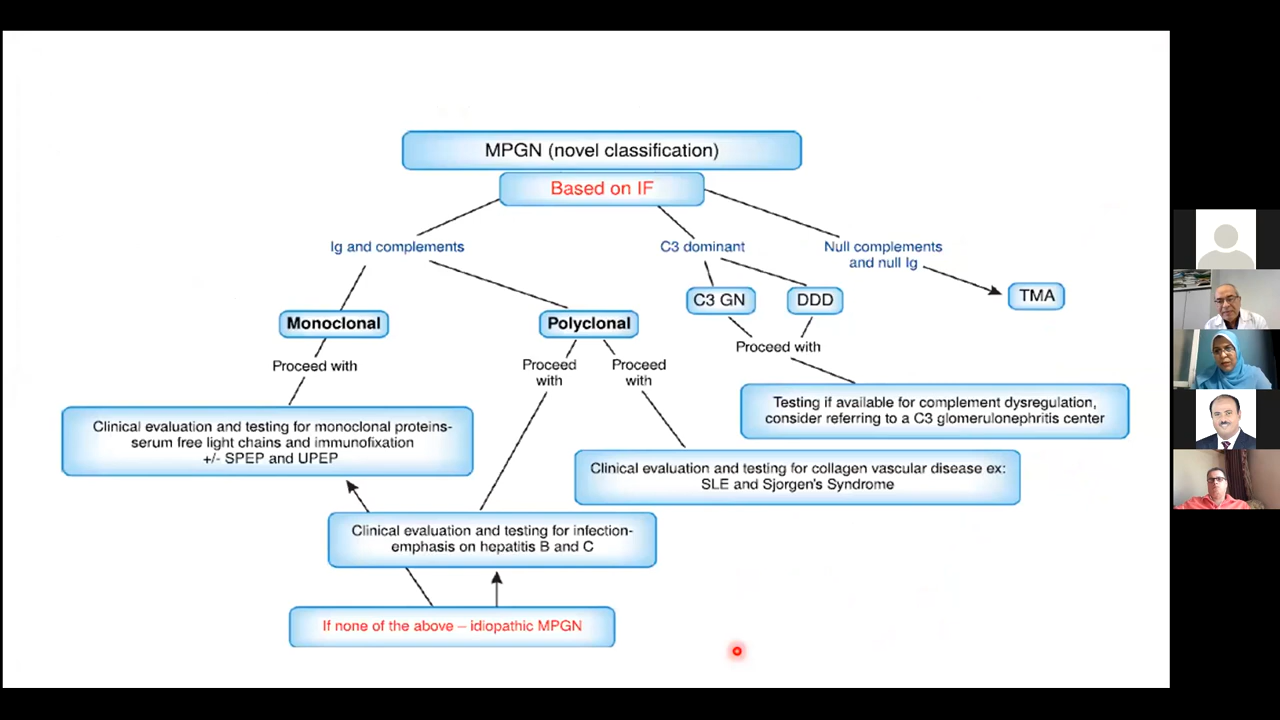 MPGN (novel classification)
Based on IF
Ig and complements
C3 dominant
Null complements
and null Ig
C3 GN
DDD
TMA
Monoclonal
Polyclonal
Proceed with
Proceed
with
Proceed
with
Proceed with
Clinical evaluation and testing for monoclonal proteins-
serum free light chains and immunofixation
+/- SPEP and UPEP
Testing if available for complement dysregulation,
consider referring to a C3 glomerulonephritis center
Clinical evaluation and testing for collagen vascular disease ex:
SLE and Sjorgen's Syndrome
Clinical evaluation and testing for infection-
emphasis on hepatitis B and C
If none of the above – idiopathic MPGN